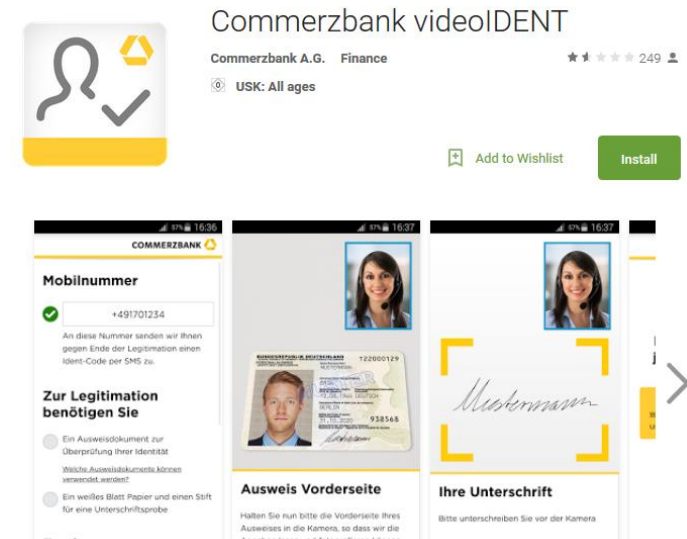 Commerzbank videoIDENT
Commerzbank A.G. Finance
249
USK: All ages
Add to Wishlist
Install
57% 16:36
COMMERZBANK
Mobilnummer
+491701234
An diese Nummer senden wir Ihnen
gegen Ende der Legitimation einen
Ident-Code per SMS zu.
Zur Legitimation
benötigen Sie
Ein Ausweisdokument zur
Überprüfung Ihrer Identität
Welche Ausweisdokumente können
verwendet werden?
Ein weißes Blatt Papier und einen Stift
für eine Unterschriftsprobe
57% 16:37
BUNDESREPUBLIK DEUTSCHLAND
T22000129
MUSTERMANN
DEUTSCH
BERLIN
938568
Ausweis Vorderseite
Halten Sie nun bitte die Vorderseite Ihres
Ausweises in die Kamera, so dass wir die
57% 16:37
Mustermann
Ihre Unterschrift
Bitte unterschreiben Sie vor der Kamera